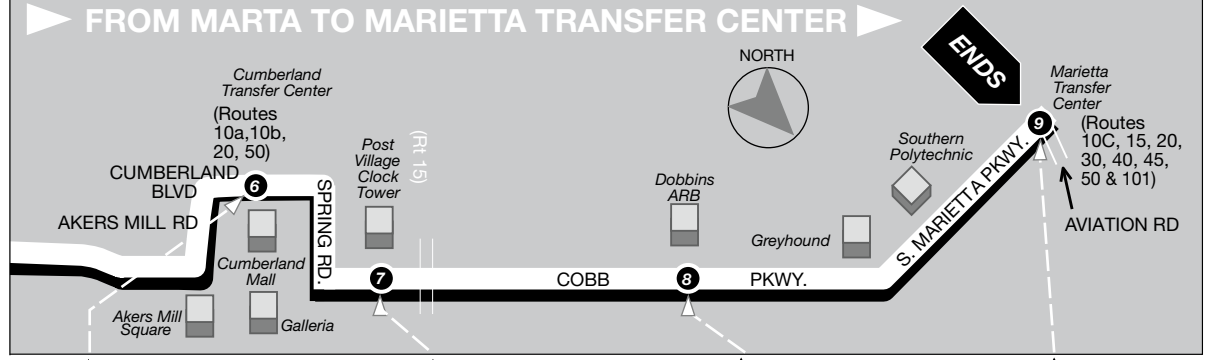 FROM MARTA TO MARIETTA TRANSFER CENTER
ENDS
NORTH
Cumberland
Transfer Center
(Routes
10a,10b,
20, 50)
CUMBERLAND
BLVD
6
AKERS MILL RD
Cumberland
Mall
Akers Mill
Square
Galleria
SPRING RD.
Post
Village
Clock
Tower
(Rt 15)
7
COBB
Dobbins
ARB
8
PKWY.
Greyhound
Southern
Polytechnic
S. MARIETTA PKWY.
9
Marietta
Transfer
Center
(Routes
10C, 15, 20,
30, 40, 45,
50 & 101)
AVIATION RD